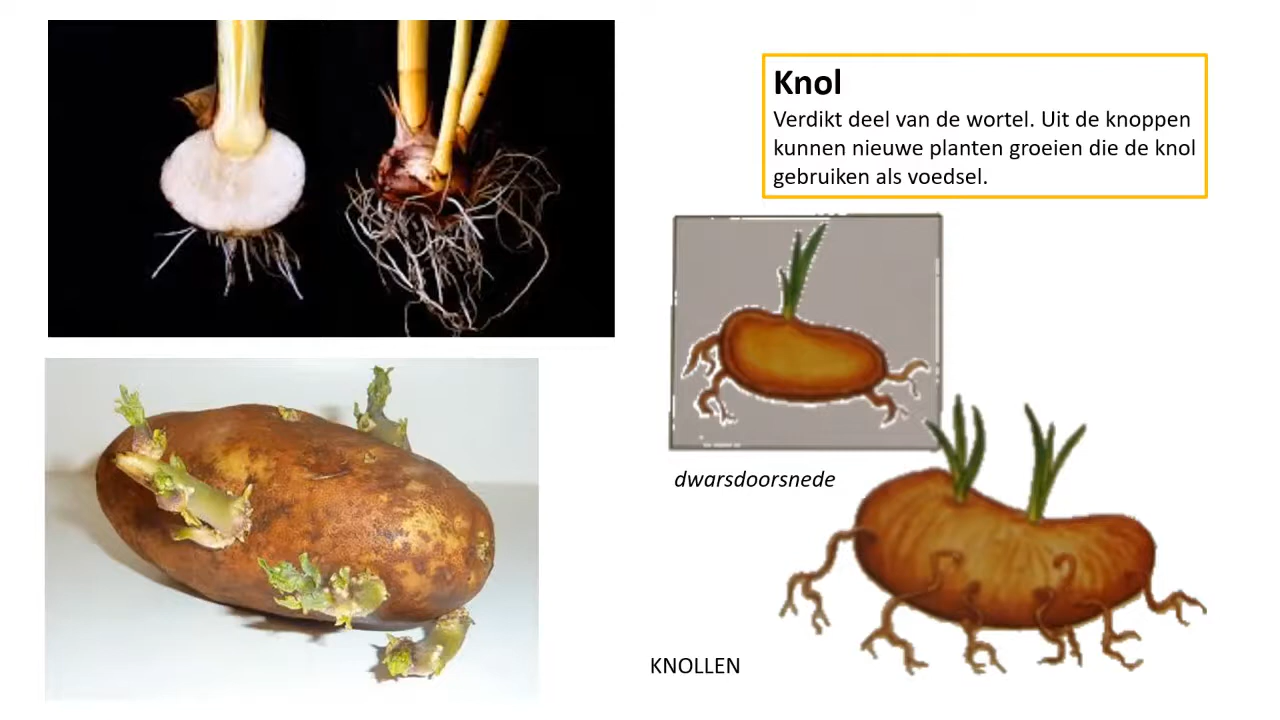 Knol
Verdikt deel van de wortel. Uit de knoppen
kunnen nieuwe planten groeien die de knol
gebruiken als voedsel.
dwarsdoorsnede
KNOLLEN